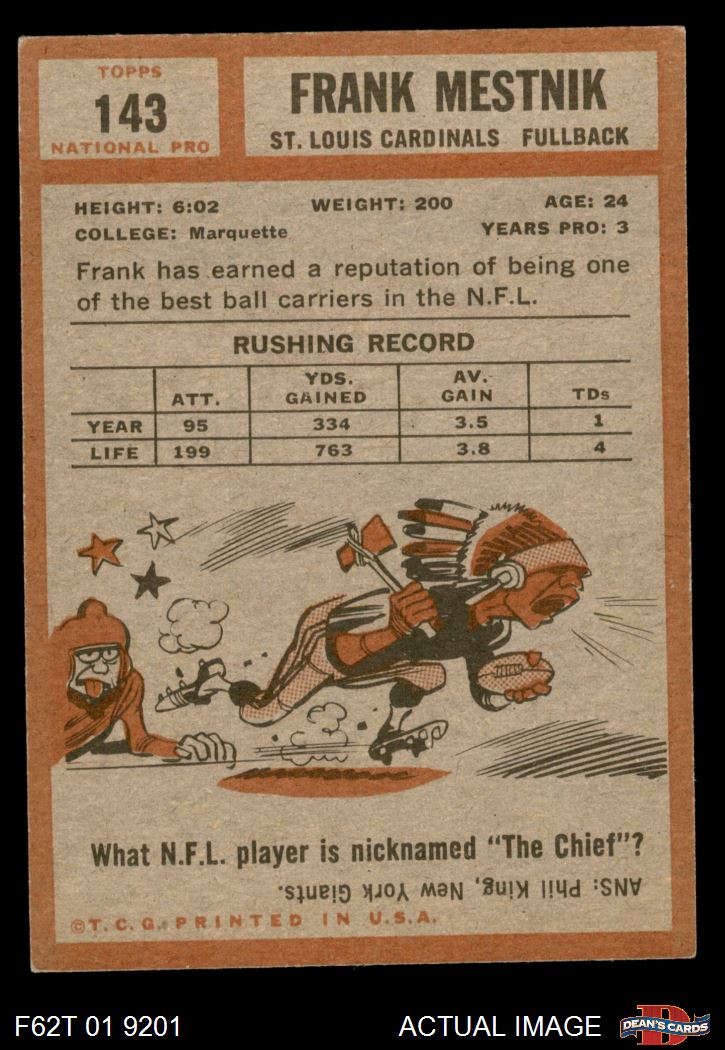 TOPPS
143
NATIONAL PRO
FRANK MESTNIK
ST. LOUIS CARDINALS FULLBACK
HEIGHT: 6:02 WEIGHT: 200 AGE: 24
COLLEGE: Marquette YEARS PRO: 3
Frank has earned a reputation of being one
of the best ball carriers in the N.F.L.
RUSHING RECORD
ATT. YDS. GAINED AV. GAIN TDs
YEAR 95 334 3.5 1
LIFE 199 763 3.8 4
What N.F.L. player is nicknamed “The Chief”?
ANS: Phil King, New York Giants.
©T.C.G. PRINTED IN U.S.A.
F62T 01 9201 ACTUAL IMAGE
D
DEAN'S CARDS